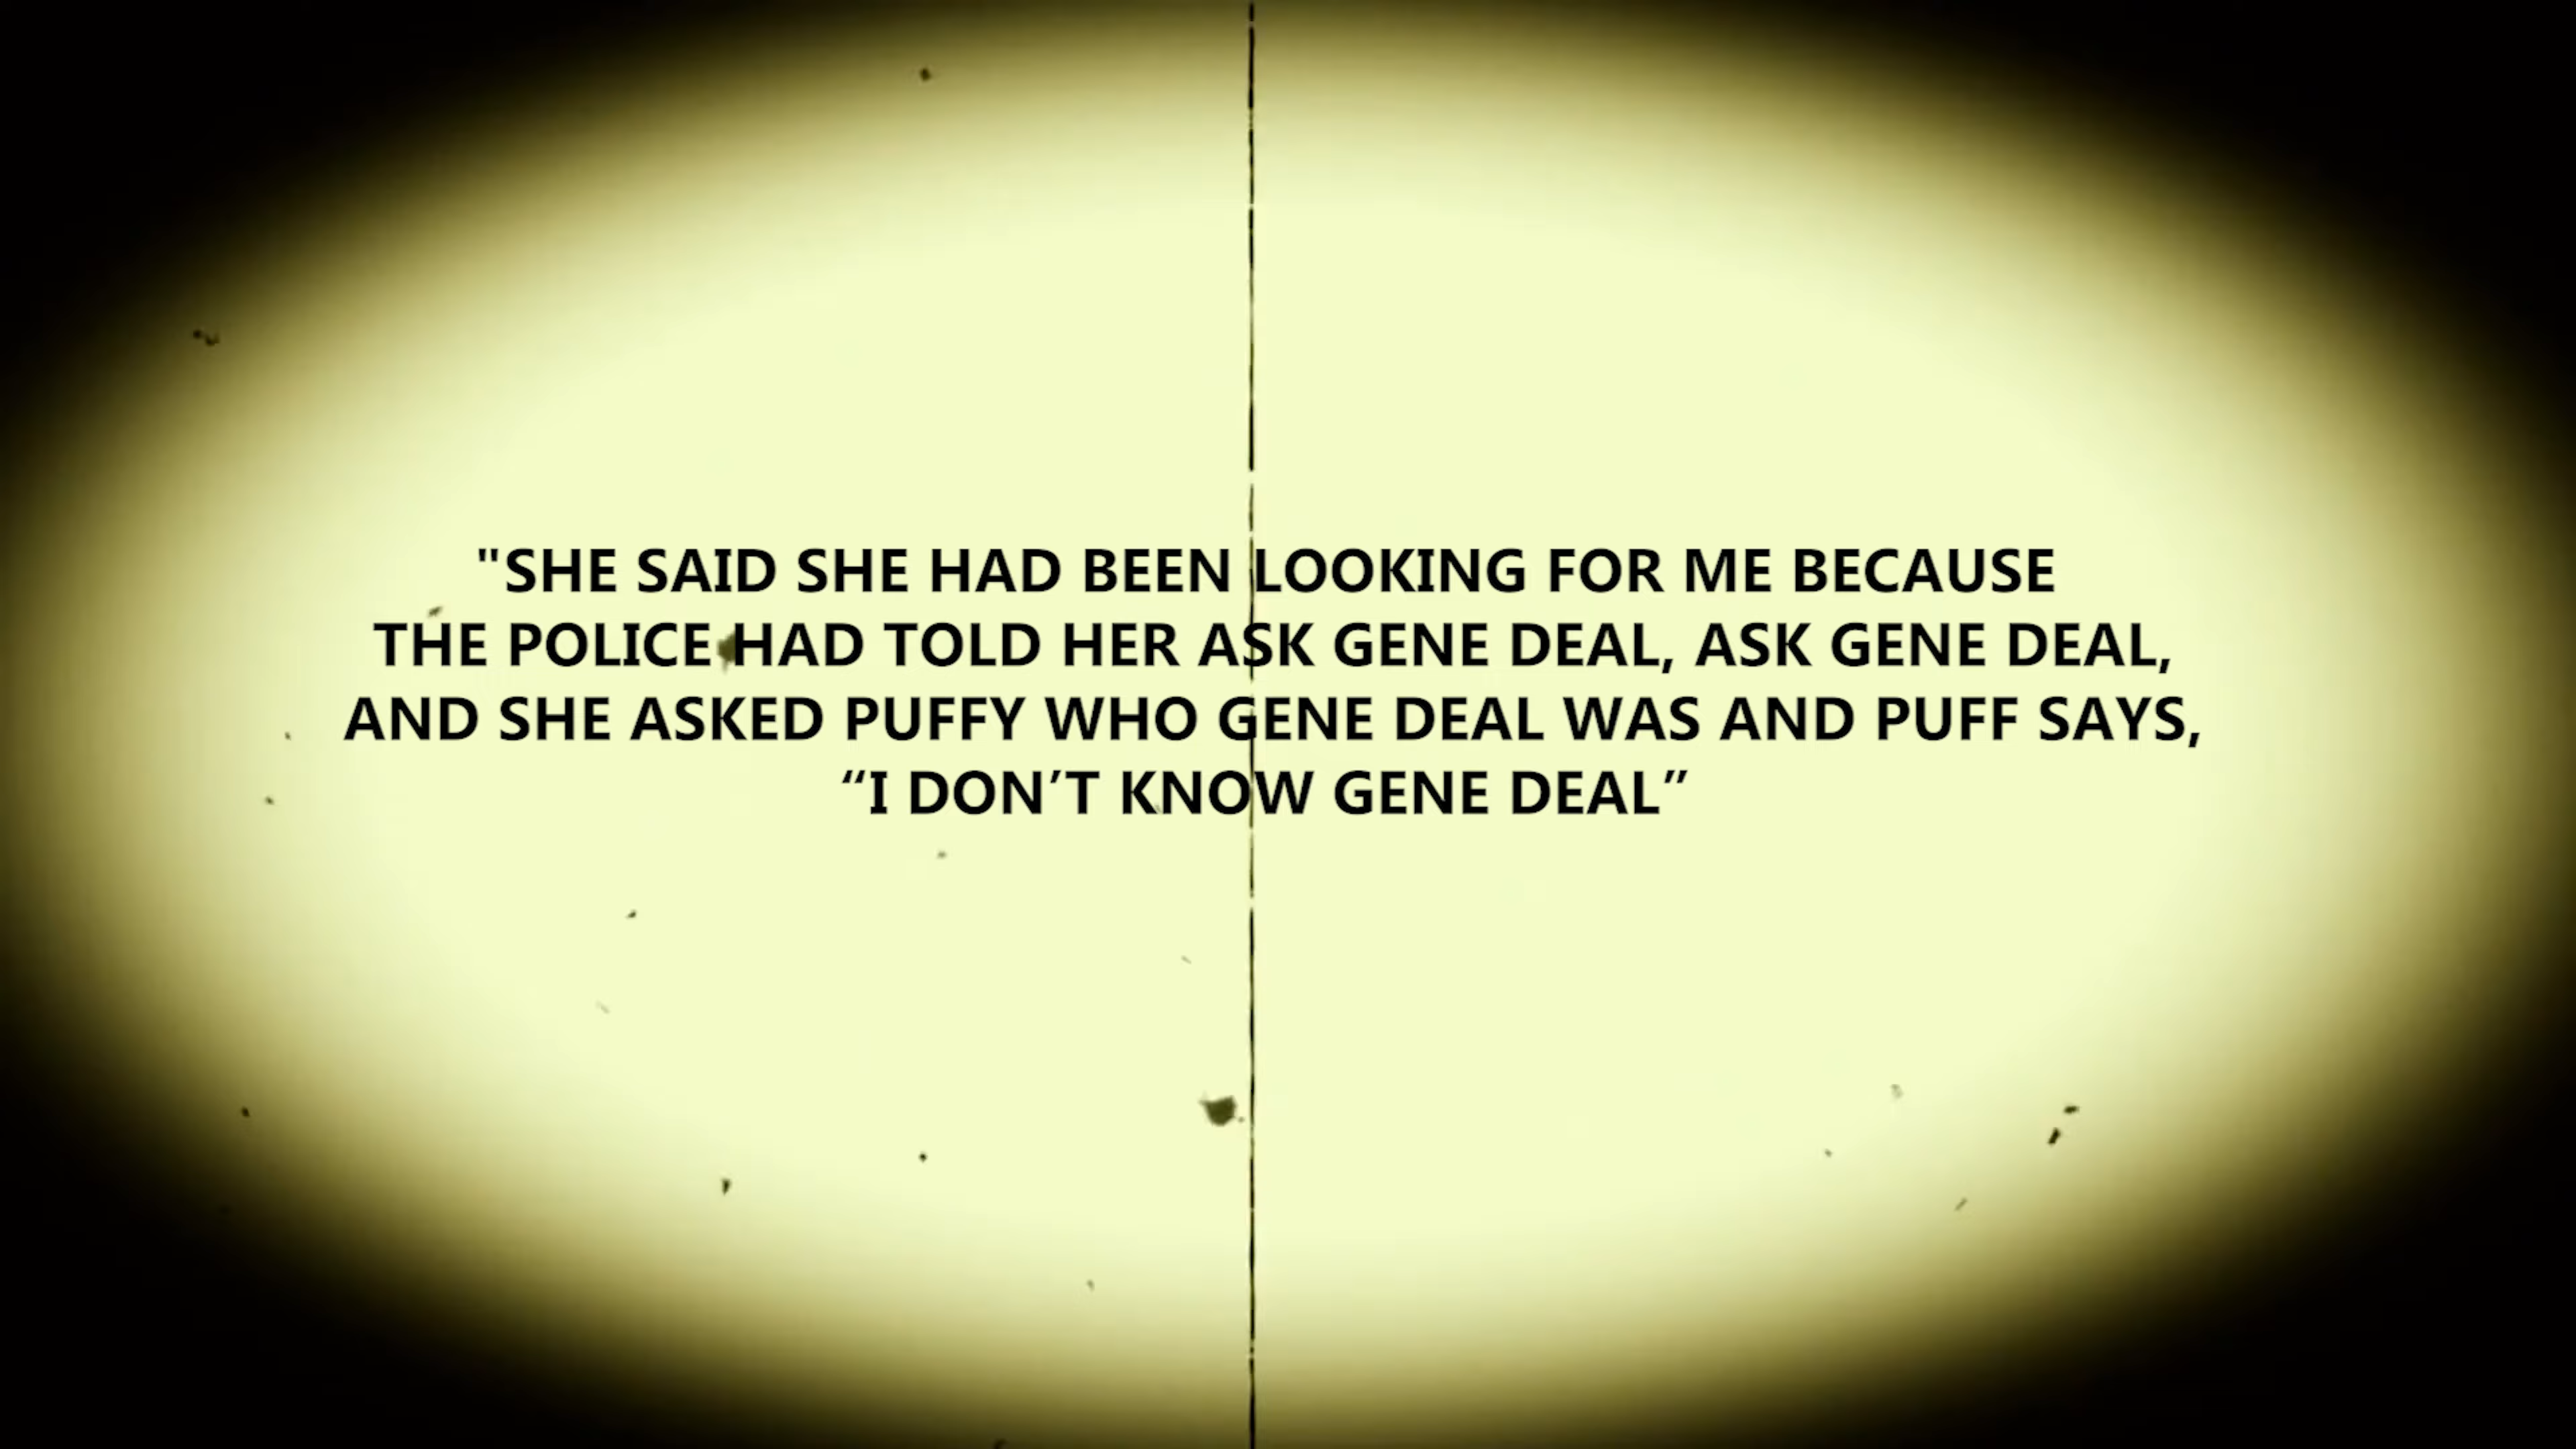 "SHE SAID SHE HAD BEEN LOOKING FOR ME BECAUSE
THE POLICE HAD TOLD HER ASK GENE DEAL, ASK GENE DEAL,
AND SHE ASKED PUFFY WHO GENE DEAL WAS AND PUFF SAYS,
“I DON’T KNOW GENE DEAL”